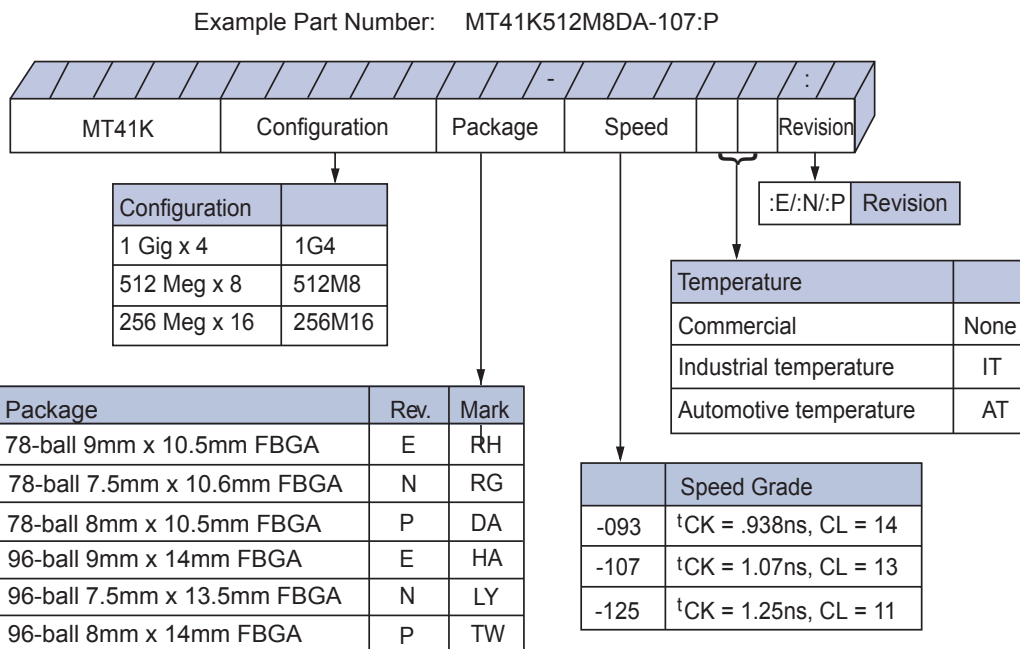 Example Part Number: MT41K512M8DA-107:P
- :
MT41K Configuration Package Speed Revision
:E/:N/:P Revision
Configuration
1 Gig x 4 1G4
512 Meg x 8 512M8
256 Meg x 16 256M16
Temperature
Commercial None
Industrial temperature IT
Automotive temperature AT
Package Rev. Mark
78-ball 9mm x 10.5mm FBGA E RH
78-ball 7.5mm x 10.6mm FBGA N RG
78-ball 8mm x 10.5mm FBGA P DA
96-ball 9mm x 14mm FBGA E HA
96-ball 7.5mm x 13.5mm FBGA N LY
96-ball 8mm x 14mm FBGA P TW
Speed Grade
-093 tCK = .938ns, CL = 14
-107 tCK = 1.07ns, CL = 13
-125 tCK = 1.25ns, CL = 11